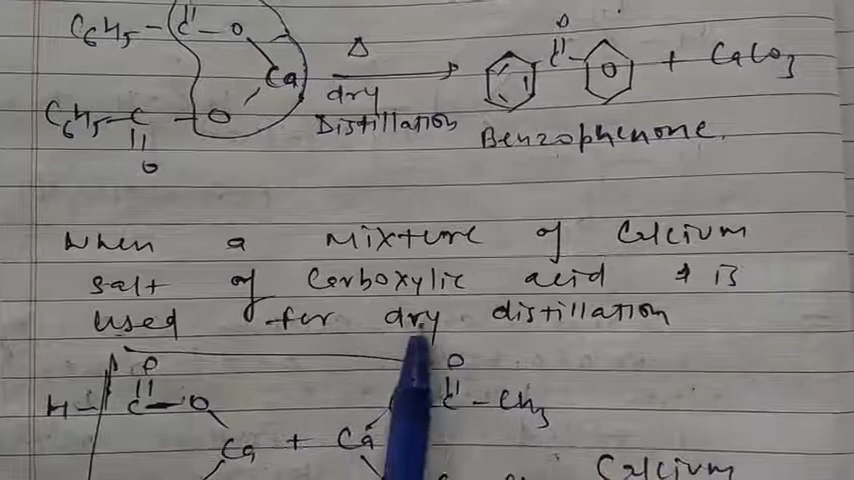 O
C6H5 - C - O
Ca
Δ
dry
Distillation
O
C
+ CaCO3
C6H5 - C - O
O
Benzophenone.
When a Mixture of Calcium
salt of Carboxylic acid is
used for dry distillation
O
O
H - C - O
C - CH3
Ca + Ca
Calcium